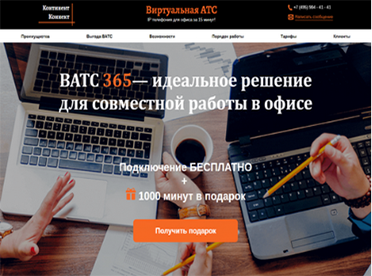 Континент
Коннект
Виртуальная АТС
IP телефония для офиса за 15 минут!
+7 (495) 984 - 41 - 41
Написать сообщение
Преимущества
Выгода ВАТС
Возможности
Порядок работы
Тарифы
Клиенты
ВАТС 365— идеальное решение
для совместной работы в офисе
Подключение БЕСПЛАТНО
+
1000 минут в подарок
Получить подарок